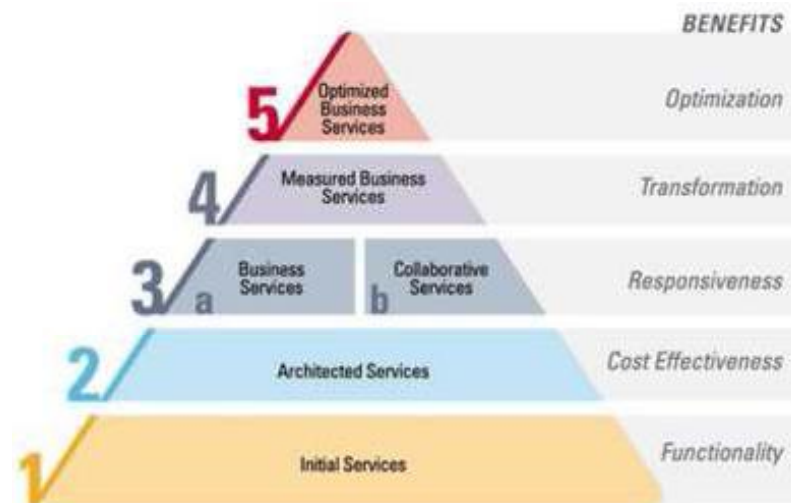 BENEFITS
5
Optimized
Business
Services
Optimization
4
Measured Business
Services
Transformation
3
a
Business
Services
b
Collaborative
Services
Responsiveness
2
Architected Services
Cost Effectiveness
1
Initial Services
Functionality